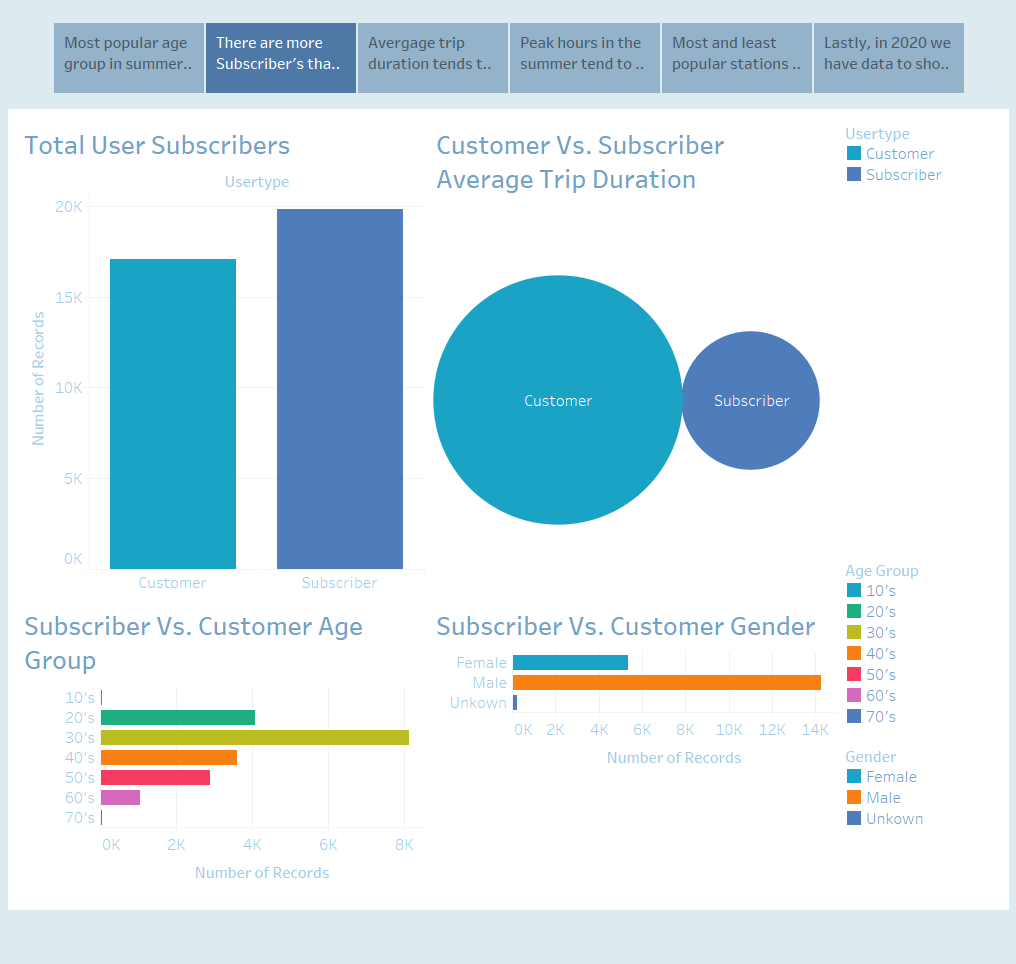 Most popular age
group in summer..
There are more
Subscriber's tha..
Avergage trip
duration tends t..
Peak hours in the
summer tend to ..
Most and least
popular stations ..
Lastly, in 2020 we
have data to sho..
Total User Subscribers
Usertype
20K
15K
10K
5K
0K
Number of Records
Customer
Subscriber
Customer Vs. Subscriber
Average Trip Duration
Customer
Subscriber
Usertype
Customer
Subscriber
Subscriber Vs. Customer Age
Group
10's
20's
30's
40's
50's
60's
70's
0K 2K 4K 6K 8K
Number of Records
Subscriber Vs. Customer Gender
Female
Male
Unkown
0K 2K 4K 6K 8K 10K 12K 14K
Number of Records
Age Group
10's
20's
30's
40's
50's
60's
70's
Gender
Female
Male
Unkown